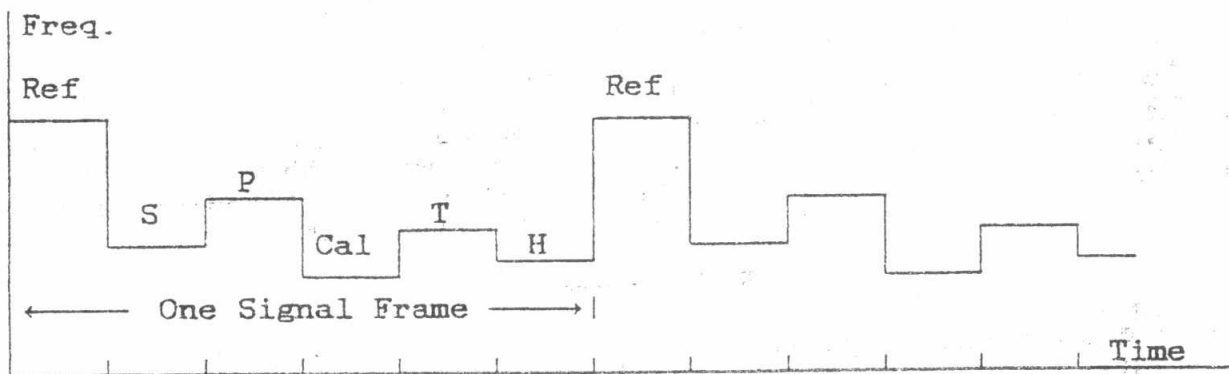 Freq.
Ref Ref
P
S T
Cal H
One Signal Frame
Time